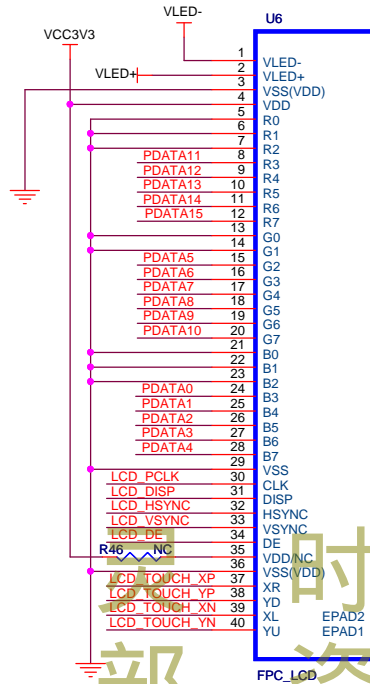 VLED-
U6
VCC3V3
1 VLED-
VLED+ 2 VLED+
3 VSS(VDD)
4 VDD
5 R0
6 R1
7 R2
PDATA11 8 R3
PDATA12 9 R4
PDATA13 10 R5
PDATA14 11 R6
PDATA15 12 R7
13 G0
14 G1
PDATA5 15 G2
PDATA6 16 G3
PDATA7 17 G4
PDATA8 18 G5
PDATA9 19 G6
PDATA10 20 G7
21 B0
22 B1
23 B2
PDATA0 24 B3
PDATA1 25 B4
PDATA2 26 B5
PDATA3 27 B6
PDATA4 28 B7
29 VSS
LCD_PCLK 30 CLK
LCD_DISP 31 DISP
LCD_HSYNC 32 HSYNC
LCD_VSYNC 33 VSYNC
LCD_DE 34 DE
R46 NC 35 VDD/NC
36 VSS(VDD)
LCD_TOUCH_XP 37 XR
LCD_TOUCH_YP 38 YD
LCD_TOUCH_XN 39 XL EPAD2
LCD_TOUCH_YN 40 YU EPAD1
FPC_LCD
时
部